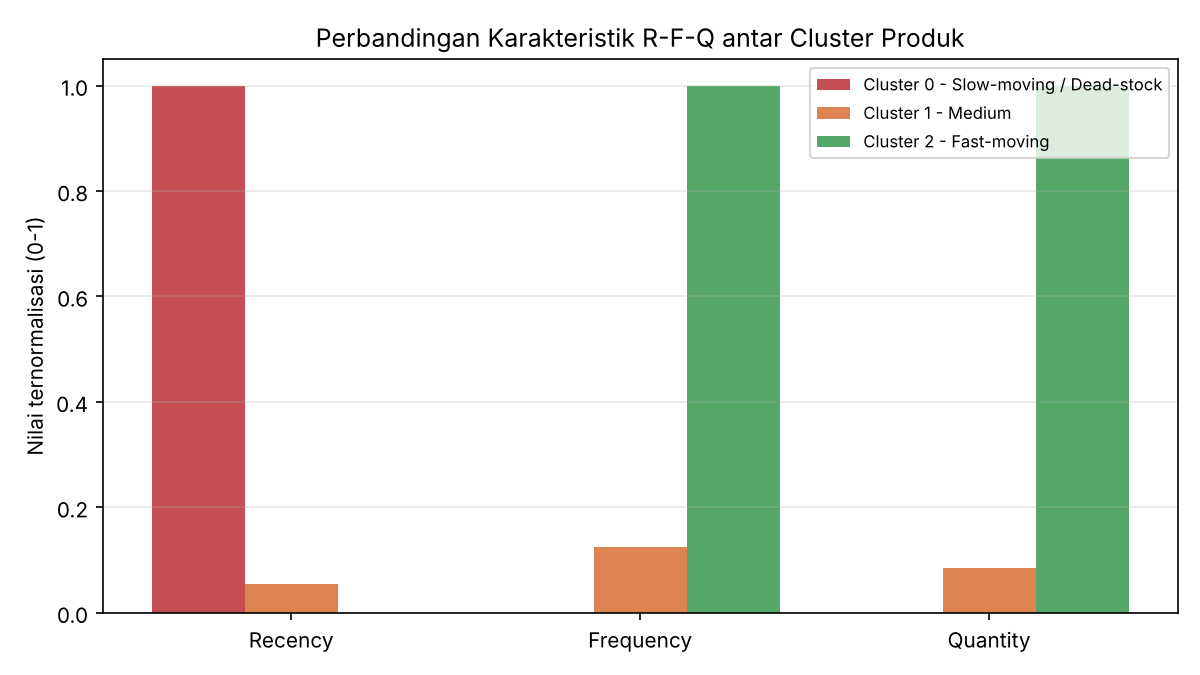 Perbandingan Karakteristik R-F-Q antar Cluster Produk
Cluster 0 - Slow-moving / Dead-stock
Cluster 1 - Medium
Cluster 2 - Fast-moving
Nilai ternormalisasi (0-1)
1.0
0.8
0.6
0.4
0.2
0.0
Recency
Frequency
Quantity